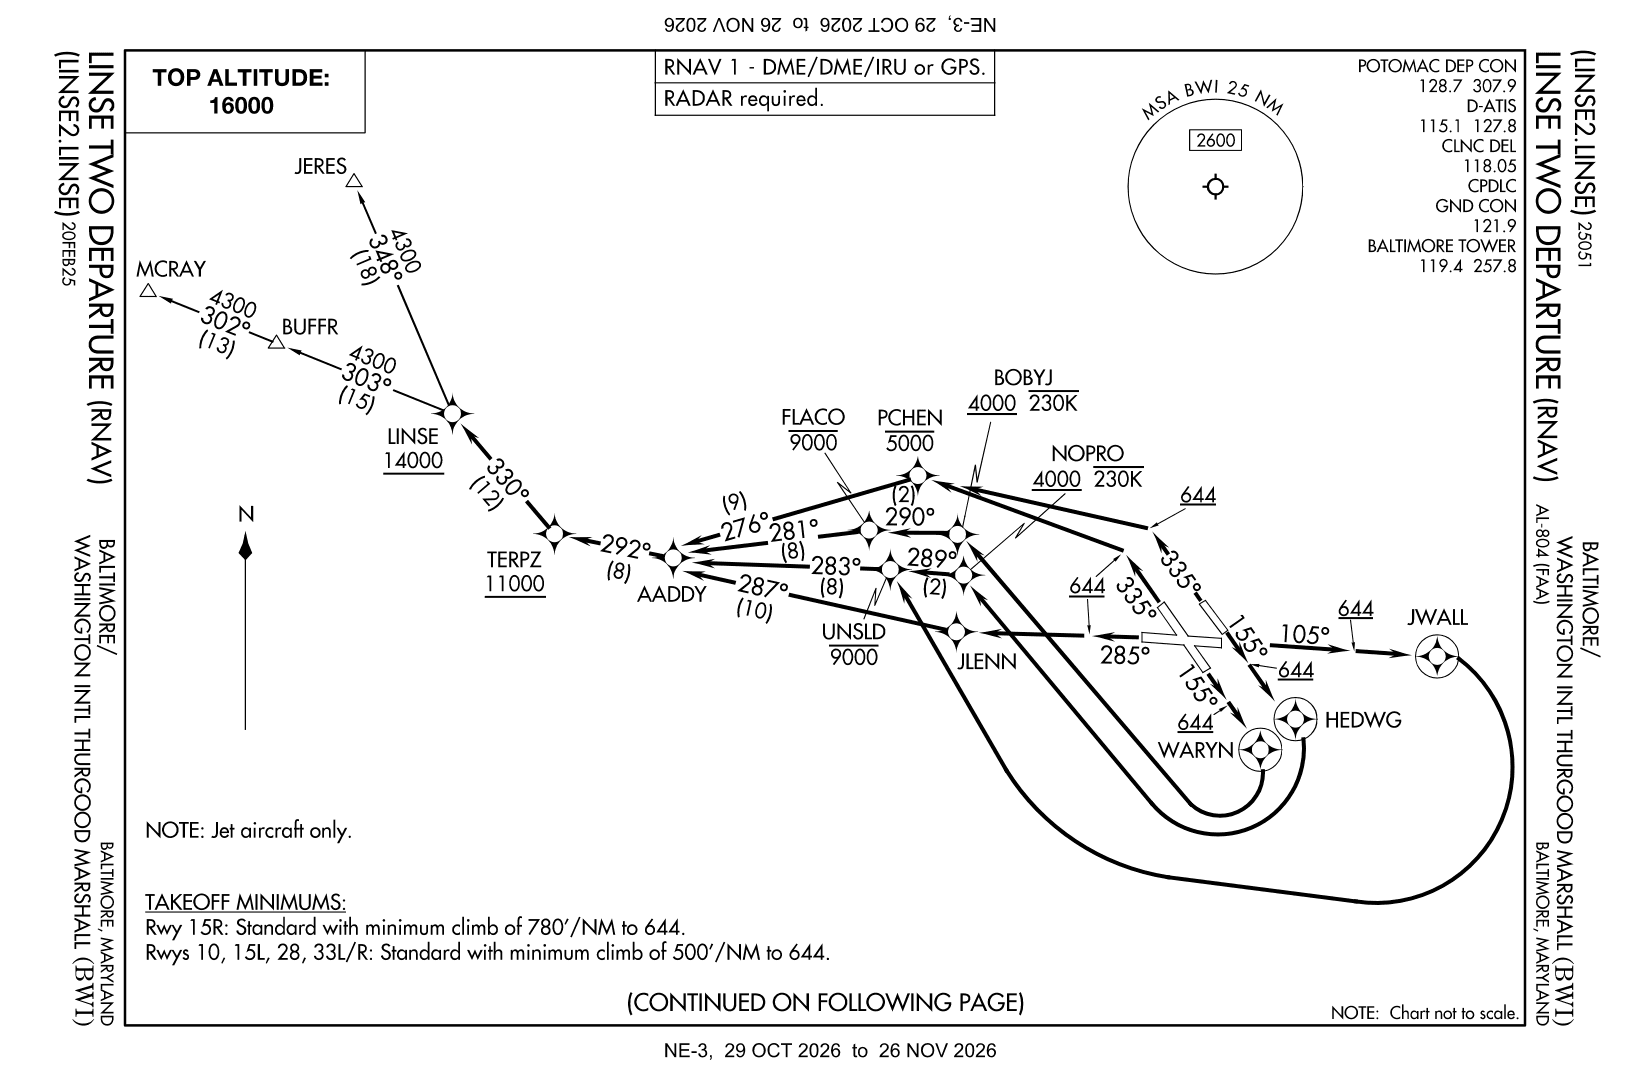 NE-3, 29 OCT 2026 to 26 NOV 2026
LINSE TWO DEPARTURE (RNAV)
(LINSE2.LINSE) 20FEB25
BALTIMORE/
WASHINGTON INTL THURGOOD MARSHALL (BWI)
BALTIMORE, MARYLAND
TOP ALTITUDE:
16000
RNAV 1 - DME/DME/IRU or GPS.
RADAR required.
MSA BWI 25 NM
2600
POTOMAC DEP CON
128.7 307.9
D-ATIS
115.1 127.8
CLNC DEL
118.05
CPDLC
GND CON
121.9
BALTIMORE TOWER
119.4 257.8
(LINSE2.LINSE) 25051
LINSE TWO DEPARTURE (RNAV)
AL-804 (FAA)
BALTIMORE/
WASHINGTON INTL THURGOOD MARSHALL (BWI)
BALTIMORE, MARYLAND
JERES
4300
348°
(18)
MCRAY
4300
302°
(13)
BUFFR
4300
303°
(15)
LINSE
14000
330°
(12)
TERPZ
11000
292°
(8)
AADDY
N
FLACO
9000
PCHEN
5000
BOBYJ
4000 230K
NOPRO
4000 230K
(9)
276°
281°
(8)
(2)
290°
283°
(8)
289°
(2)
287°
(10)
UNSLD
9000
JLENN
285°
644
644
335°
335°
155°
644
155°
644
105°
644
JWALL
HEDWG
WARYN
NOTE: Jet aircraft only.
TAKEOFF MINIMUMS:
Rwy 15R: Standard with minimum climb of 780'/NM to 644.
Rwys 10, 15L, 28, 33L/R: Standard with minimum climb of 500'/NM to 644.
(CONTINUED ON FOLLOWING PAGE)
NOTE: Chart not to scale.
NE-3, 29 OCT 2026 to 26 NOV 2026